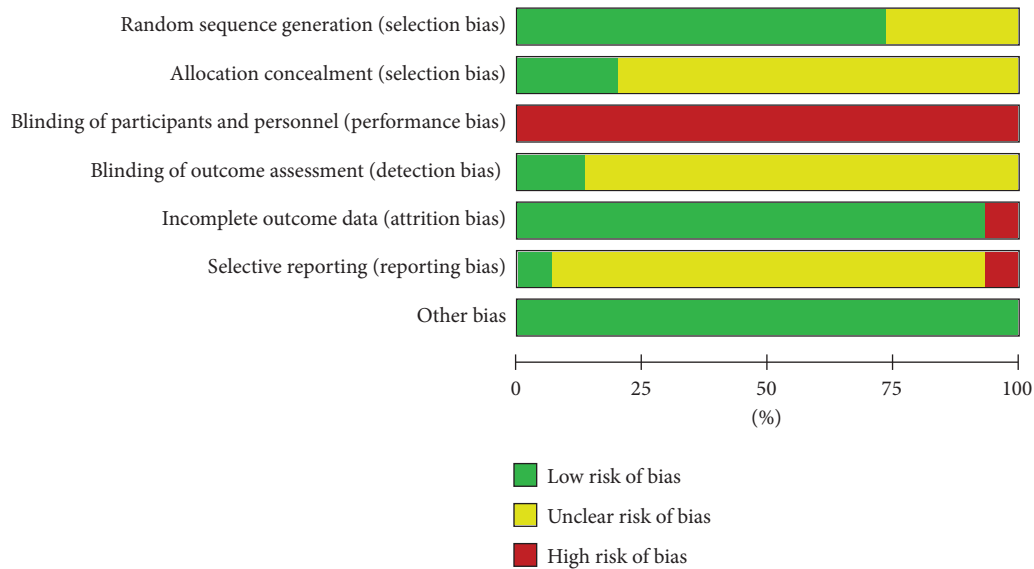 Random sequence generation (selection bias)
Allocation concealment (selection bias)
Blinding of participants and personnel (performance bias)
Blinding of outcome assessment (detection bias)
Incomplete outcome data (attrition bias)
Selective reporting (reporting bias)
Other bias
0 25 50 75 100
(%)
Low risk of bias
Unclear risk of bias
High risk of bias